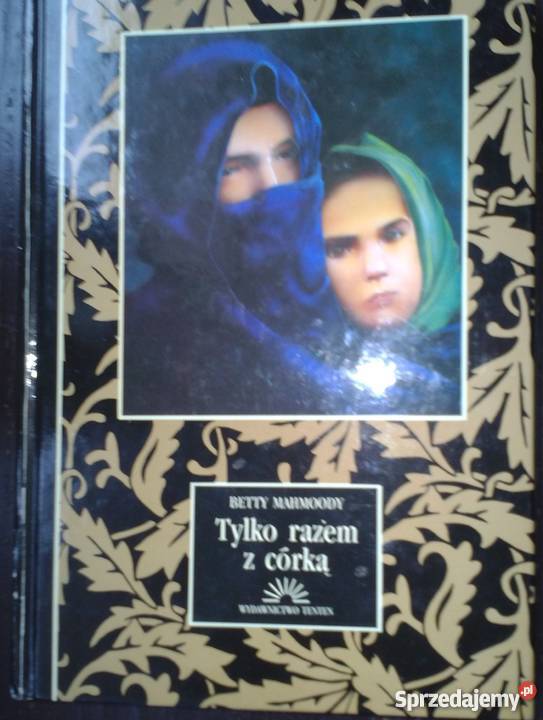 BETTY MAHMOODY
Tylko razem
z córką
WYDAWNICTWO TENTEN
Sprzedajemy.pl